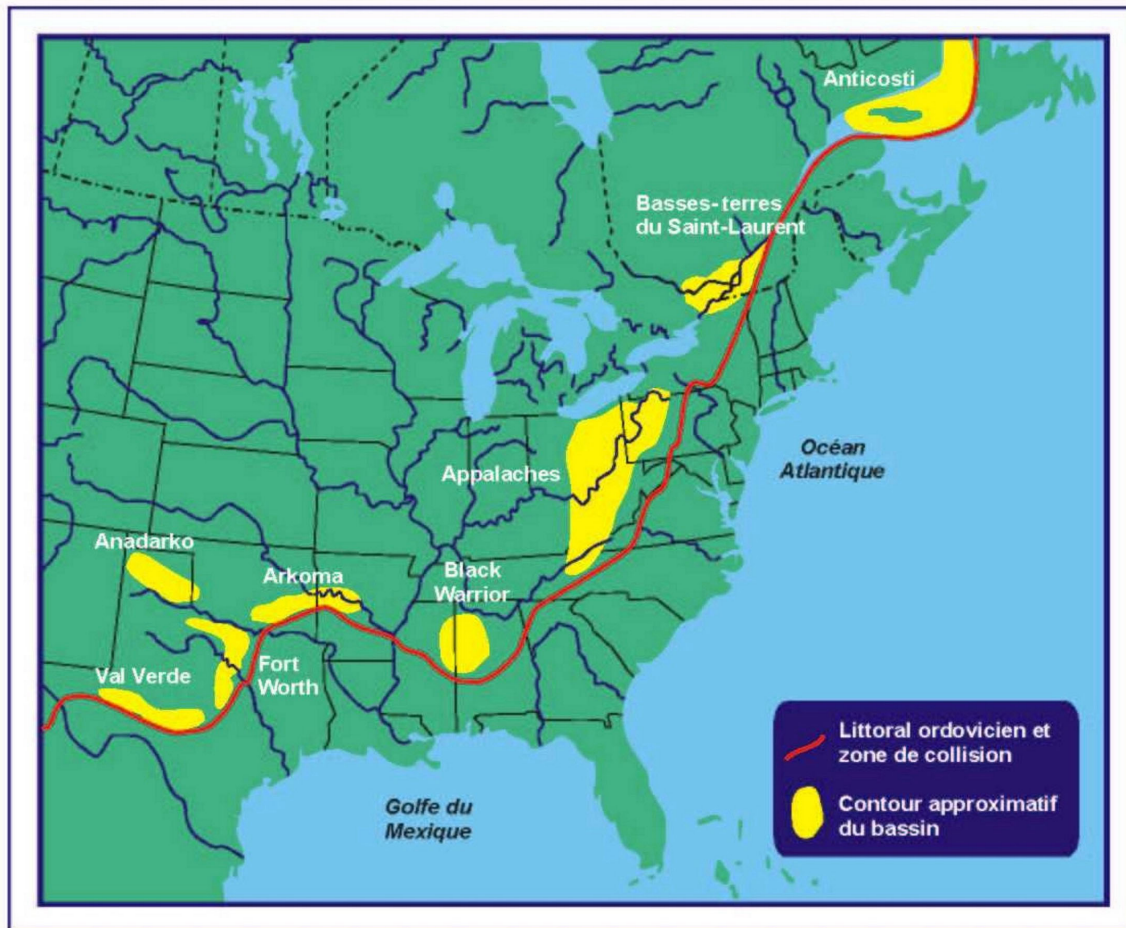 Anticosti
Basses-terres
du Saint-Laurent
Océan
Atlantique
Appalaches
Anadarko
Arkoma
Black
Warrior
Val Verde
Fort
Worth
Golfe du
Mexique
Littoral ordovicien et
zone de collision
Contour approximatif
du bassin